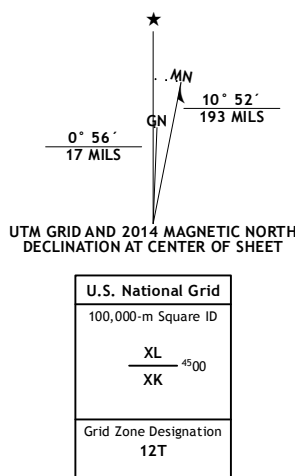 MN
GN
10° 52´
193 MILS
0° 56´
17 MILS
UTM GRID AND 2014 MAGNETIC NORTH
DECLINATION AT CENTER OF SHEET
U.S. National Grid
100,000-m Square ID
XL
4500
XK
Grid Zone Designation
12T